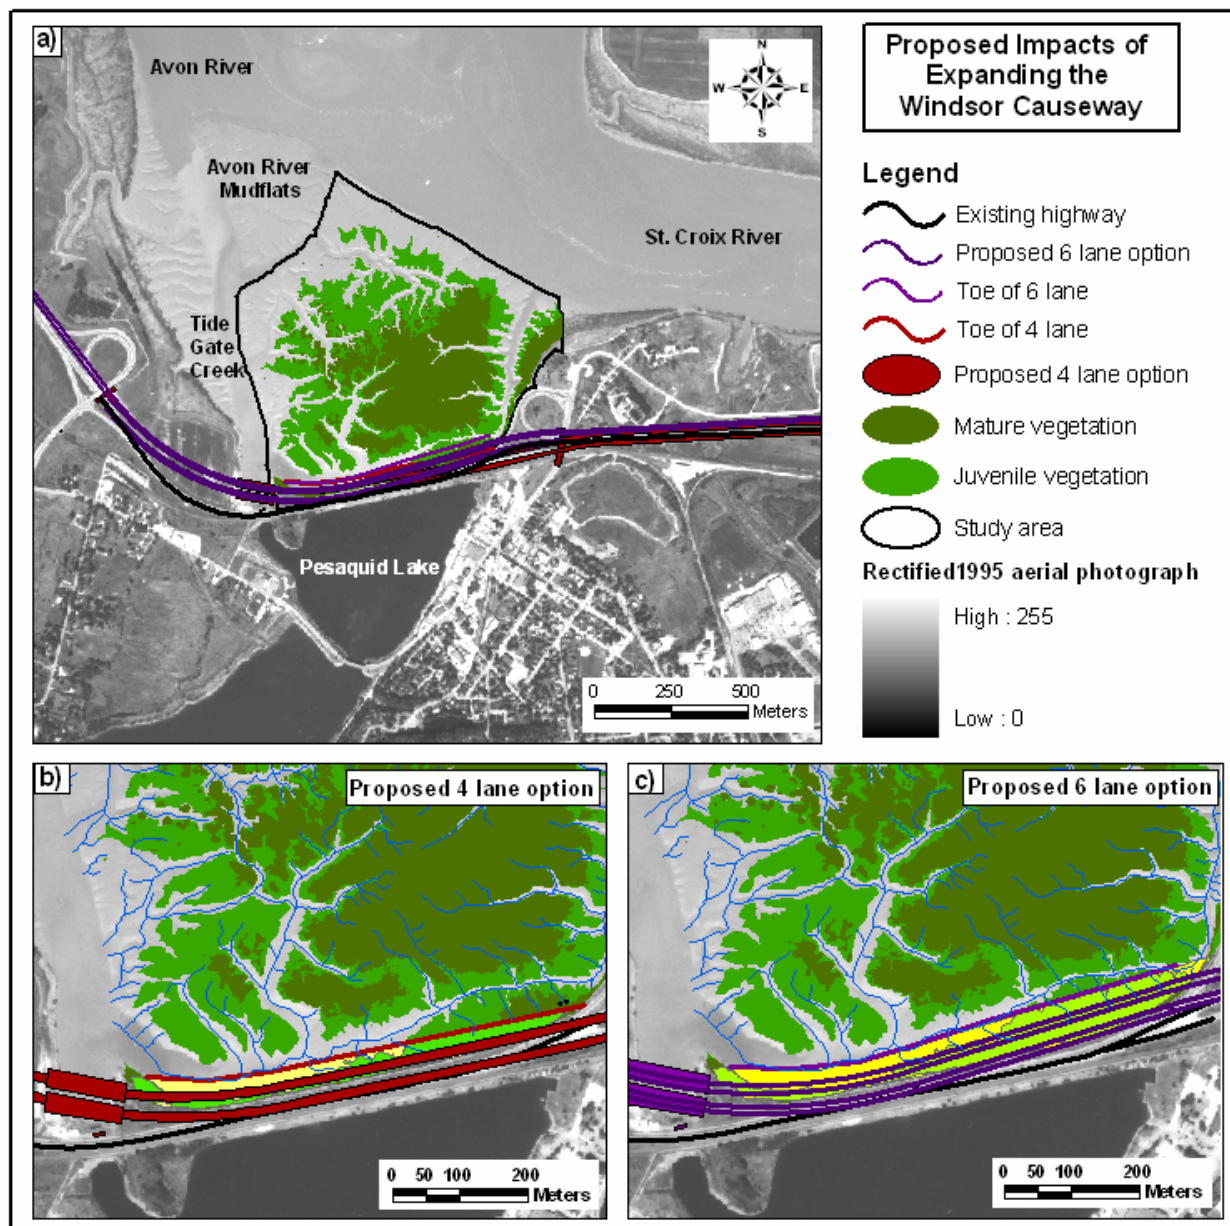 a)
Avon River
N
W E
S
Avon River
Mudflats
St. Croix River
Tide
Gate
Creek
Pesaquid Lake
0 250 500
Meters
Proposed Impacts of
Expanding the
Windsor Causeway
Legend
Existing highway
Proposed 6 lane option
Toe of 6 lane
Toe of 4 lane
Proposed 4 lane option
Mature vegetation
Juvenile vegetation
Study area
Rectified1995 aerial photograph
High : 255
Low : 0
b)
Proposed 4 lane option
0 50 100 200
Meters
c)
Proposed 6 lane option
0 50 100 200
Meters